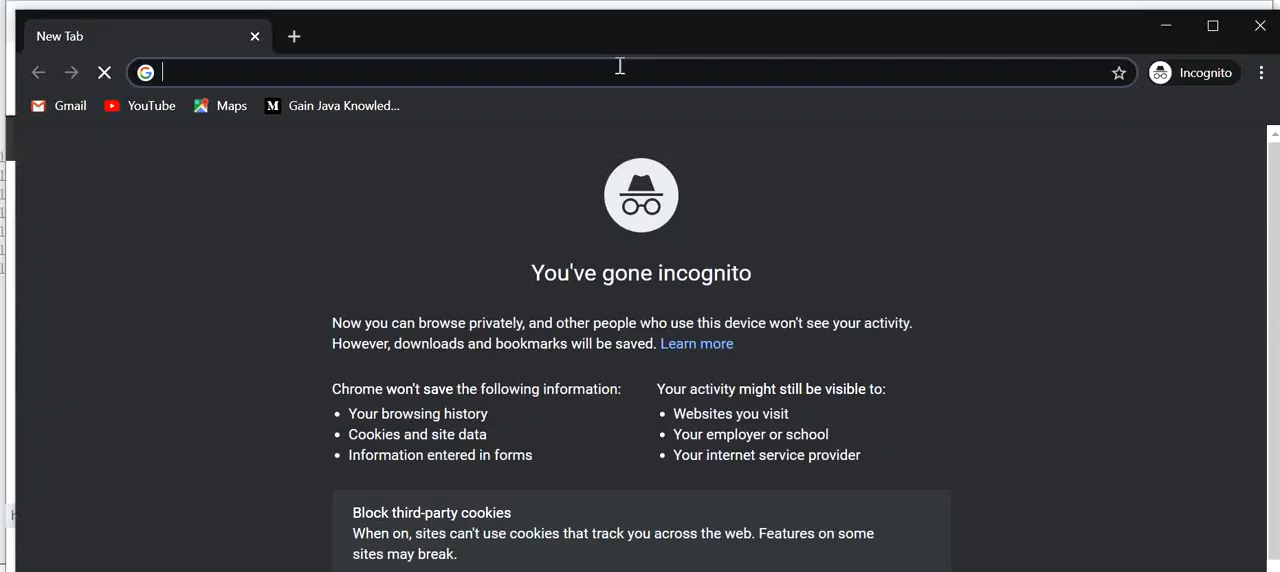 New Tab
Incognito
Gmail YouTube Maps M Gain Java Knowled...
You've gone incognito
Now you can browse privately, and other people who use this device won't see your activity.
However, downloads and bookmarks will be saved. Learn more
Chrome won't save the following information:
• Your browsing history
• Cookies and site data
• Information entered in forms
Your activity might still be visible to:
• Websites you visit
• Your employer or school
• Your internet service provider
Block third-party cookies
When on, sites can't use cookies that track you across the web. Features on some
sites may break.